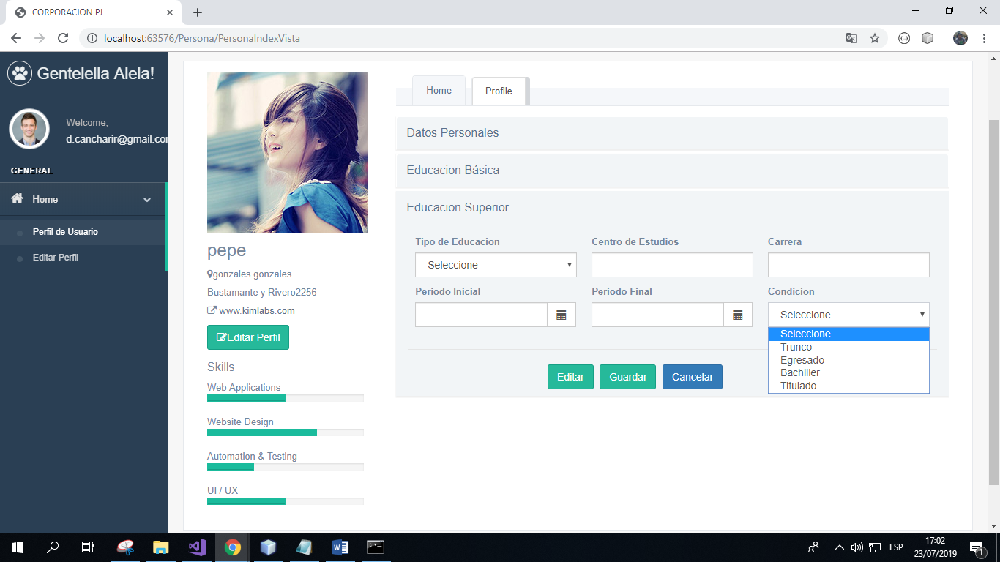 CORPORACION PJ
localhost:63576/Persona/PersonaIndexVista
Gentelella Alela!
Welcome,
d.cancharir@gmail.com
GENERAL
Home
Perfil de Usuario
Editar Perfil
pepe
gonzales gonzales
Bustamante y Rivero2256
www.kimlabs.com
Editar Perfil
Skills
Web Applications
Website Design
Automation & Testing
UI / UX
Home Profile
Datos Personales
Educacion Básica
Educacion Superior
Tipo de Educacion Centro de Estudios Carrera
Seleccione
Periodo Inicial Periodo Final Condicion
Seleccione
Seleccione
Trunco
Egresado
Bachiller
Titulado
Editar Guardar Cancelar
ESP
17:02
23/07/2019
1